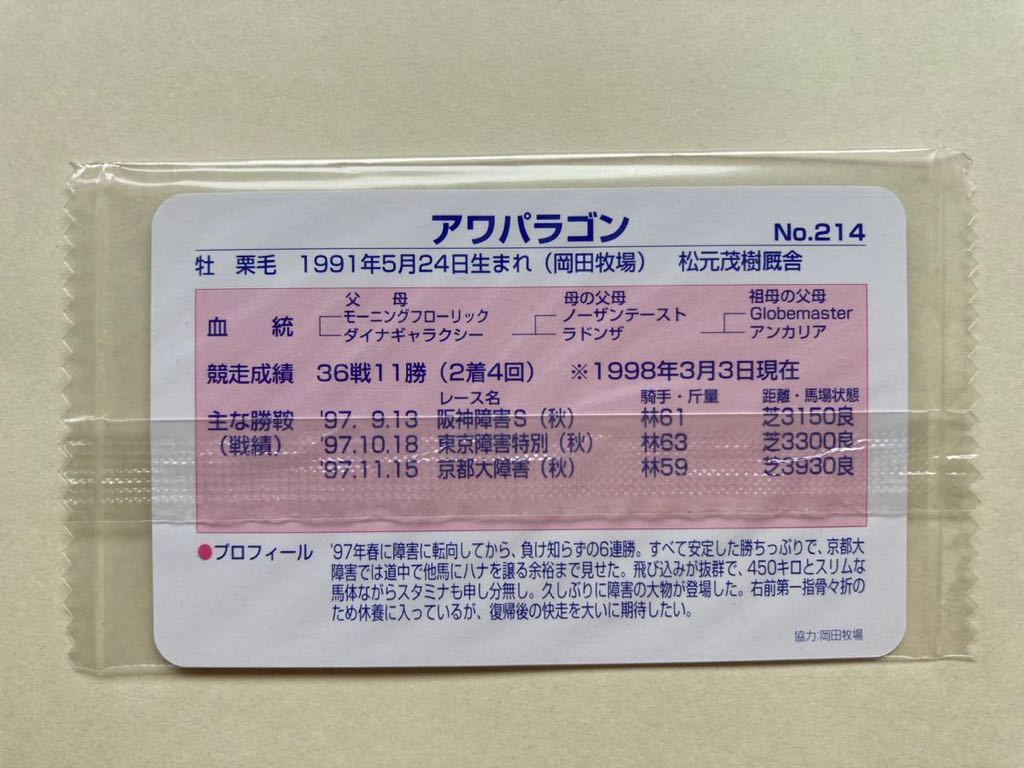 アワパラゴン No.214
牡 栗毛 1991年5月24日生まれ（岡田牧場） 松元茂樹厩舎
父 母 母の父母 祖母の父母
血統 モーニングフローリック ノーザンテースト Globemaster
ダイナギャラクシー ラドンザ アンカリア
競走成績 36戦11勝（2着4回） ※1998年3月3日現在
レース名 騎手・斤量 距離・馬場状態
主な勝鞍 '97. 9.13 阪神障害S（秋） 林61 芝3150良
（戦績） '97.10.18 東京障害特別（秋） 林63 芝3300良
'97.11.15 京都大障害（秋） 林59 芝3930良
●プロフィール '97年春に障害に転向してから、負け知らずの6連勝。すべて安定した勝ちっぷりで、京都大
障害では道中で他馬にハナを譲る余裕まで見せた。飛び込みが抜群で、450キロとスリムな
馬体ながらスタミナも申し分無し。久しぶりに障害の大物が登場した。右前第一指骨々折の
ため休養に入っているが、復帰後の快走を大いに期待したい。
協力:岡田牧場